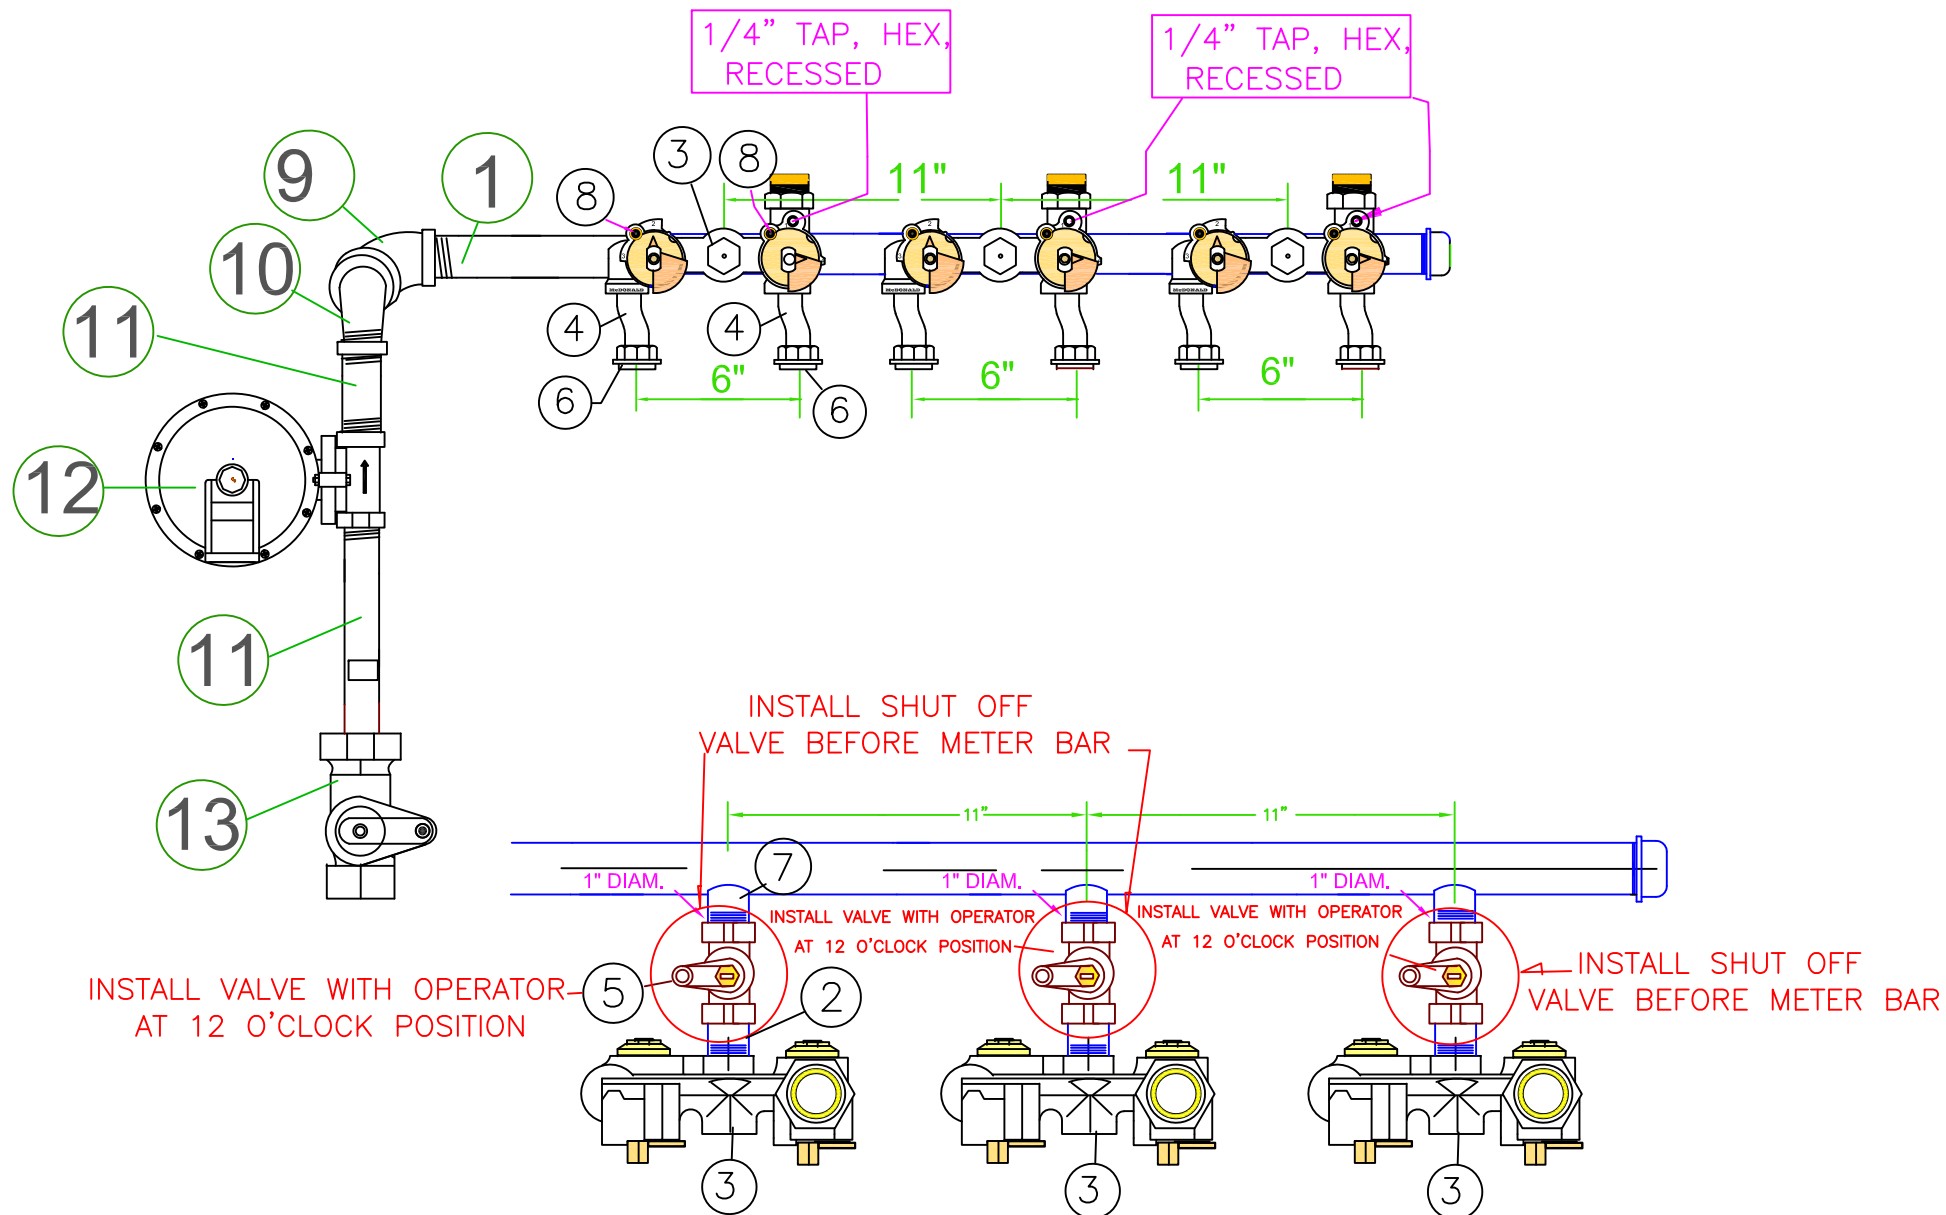 1/4” TAP, HEX,
RECESSED
1/4” TAP, HEX,
RECESSED
9
1
8
3
8
11"
11"
10
11
4
4
McDONALD
McDONALD
McDONALD
6
6"
6
6"
6"
12
11
13
INSTALL SHUT OFF
VALVE BEFORE METER BAR
11”
11”
7
1" DIAM.
1" DIAM.
1" DIAM.
INSTALL VALVE WITH OPERATOR
AT 12 O'CLOCK POSITION
INSTALL VALVE WITH OPERATOR
AT 12 O'CLOCK POSITION
INSTALL VALVE WITH OPERATOR
AT 12 O'CLOCK POSITION
5
2
INSTALL SHUT OFF
VALVE BEFORE METER BAR
3
3
3